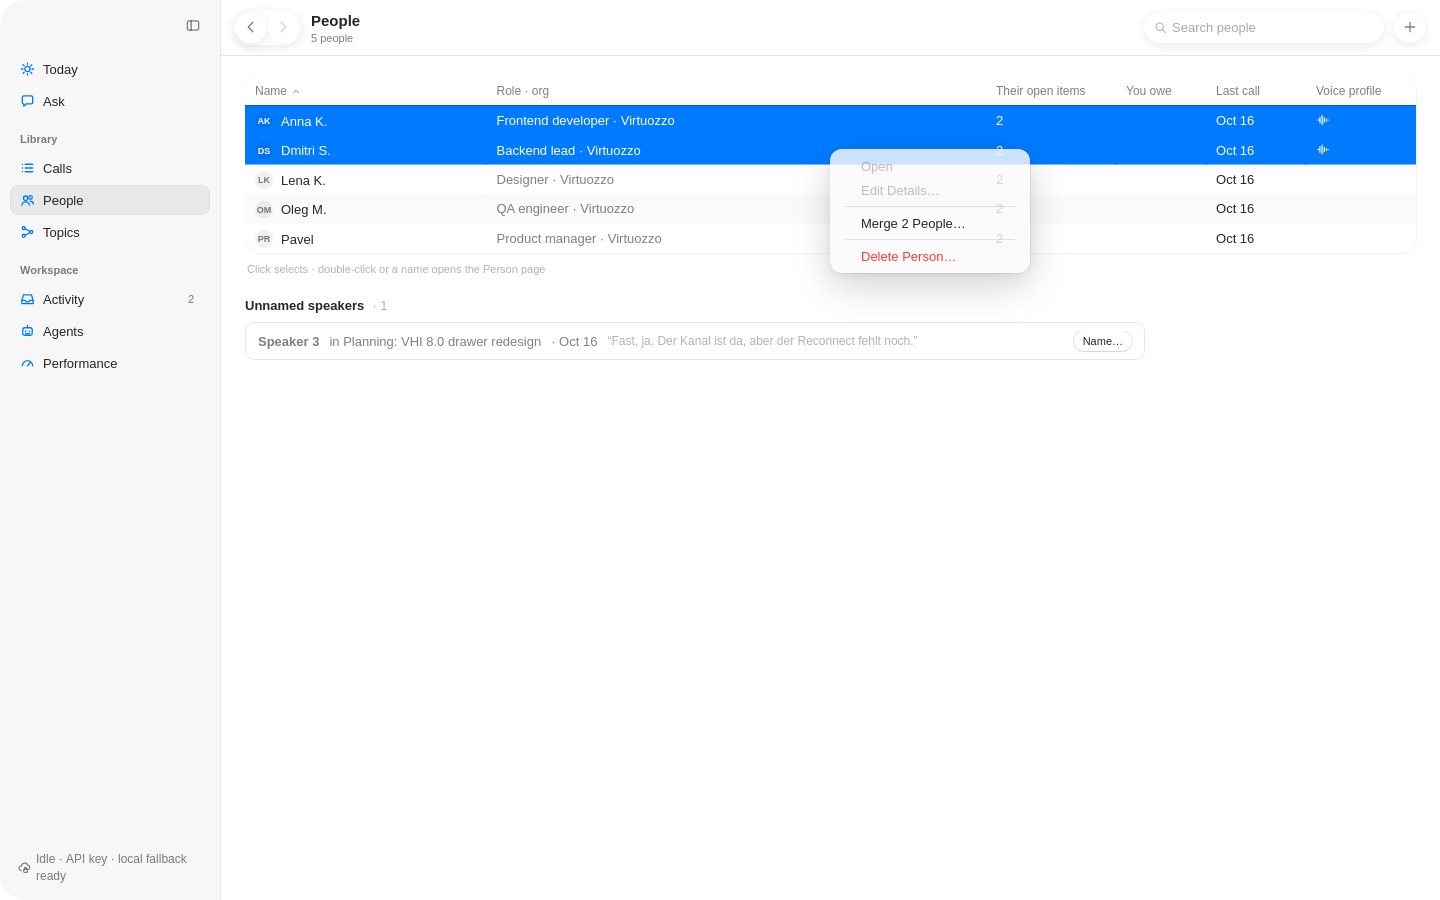 People
5 people
Search people
Today
Ask
Library
Calls
People
Topics
Workspace
Activity 2
Agents
Performance
Idle · API key · local fallback
ready
Name Role · org Their open items You owe Last call Voice profile
AK Anna K. Frontend developer · Virtuozzo 2 Oct 16
DS Dmitri S. Backend lead · Virtuozzo 2 Oct 16
LK Lena K. Designer · Virtuozzo 2 Oct 16
OM Oleg M. QA engineer · Virtuozzo 2 Oct 16
PR Pavel Product manager · Virtuozzo 2 Oct 16
Open
Edit Details…
Merge 2 People…
Delete Person…
Click selects · double-click or a name opens the Person page
Unnamed speakers · 1
Speaker 3 in Planning: VHI 8.0 drawer redesign · Oct 16 “Fast, ja. Der Kanal ist da, aber der Reconnect fehlt noch.” Name…